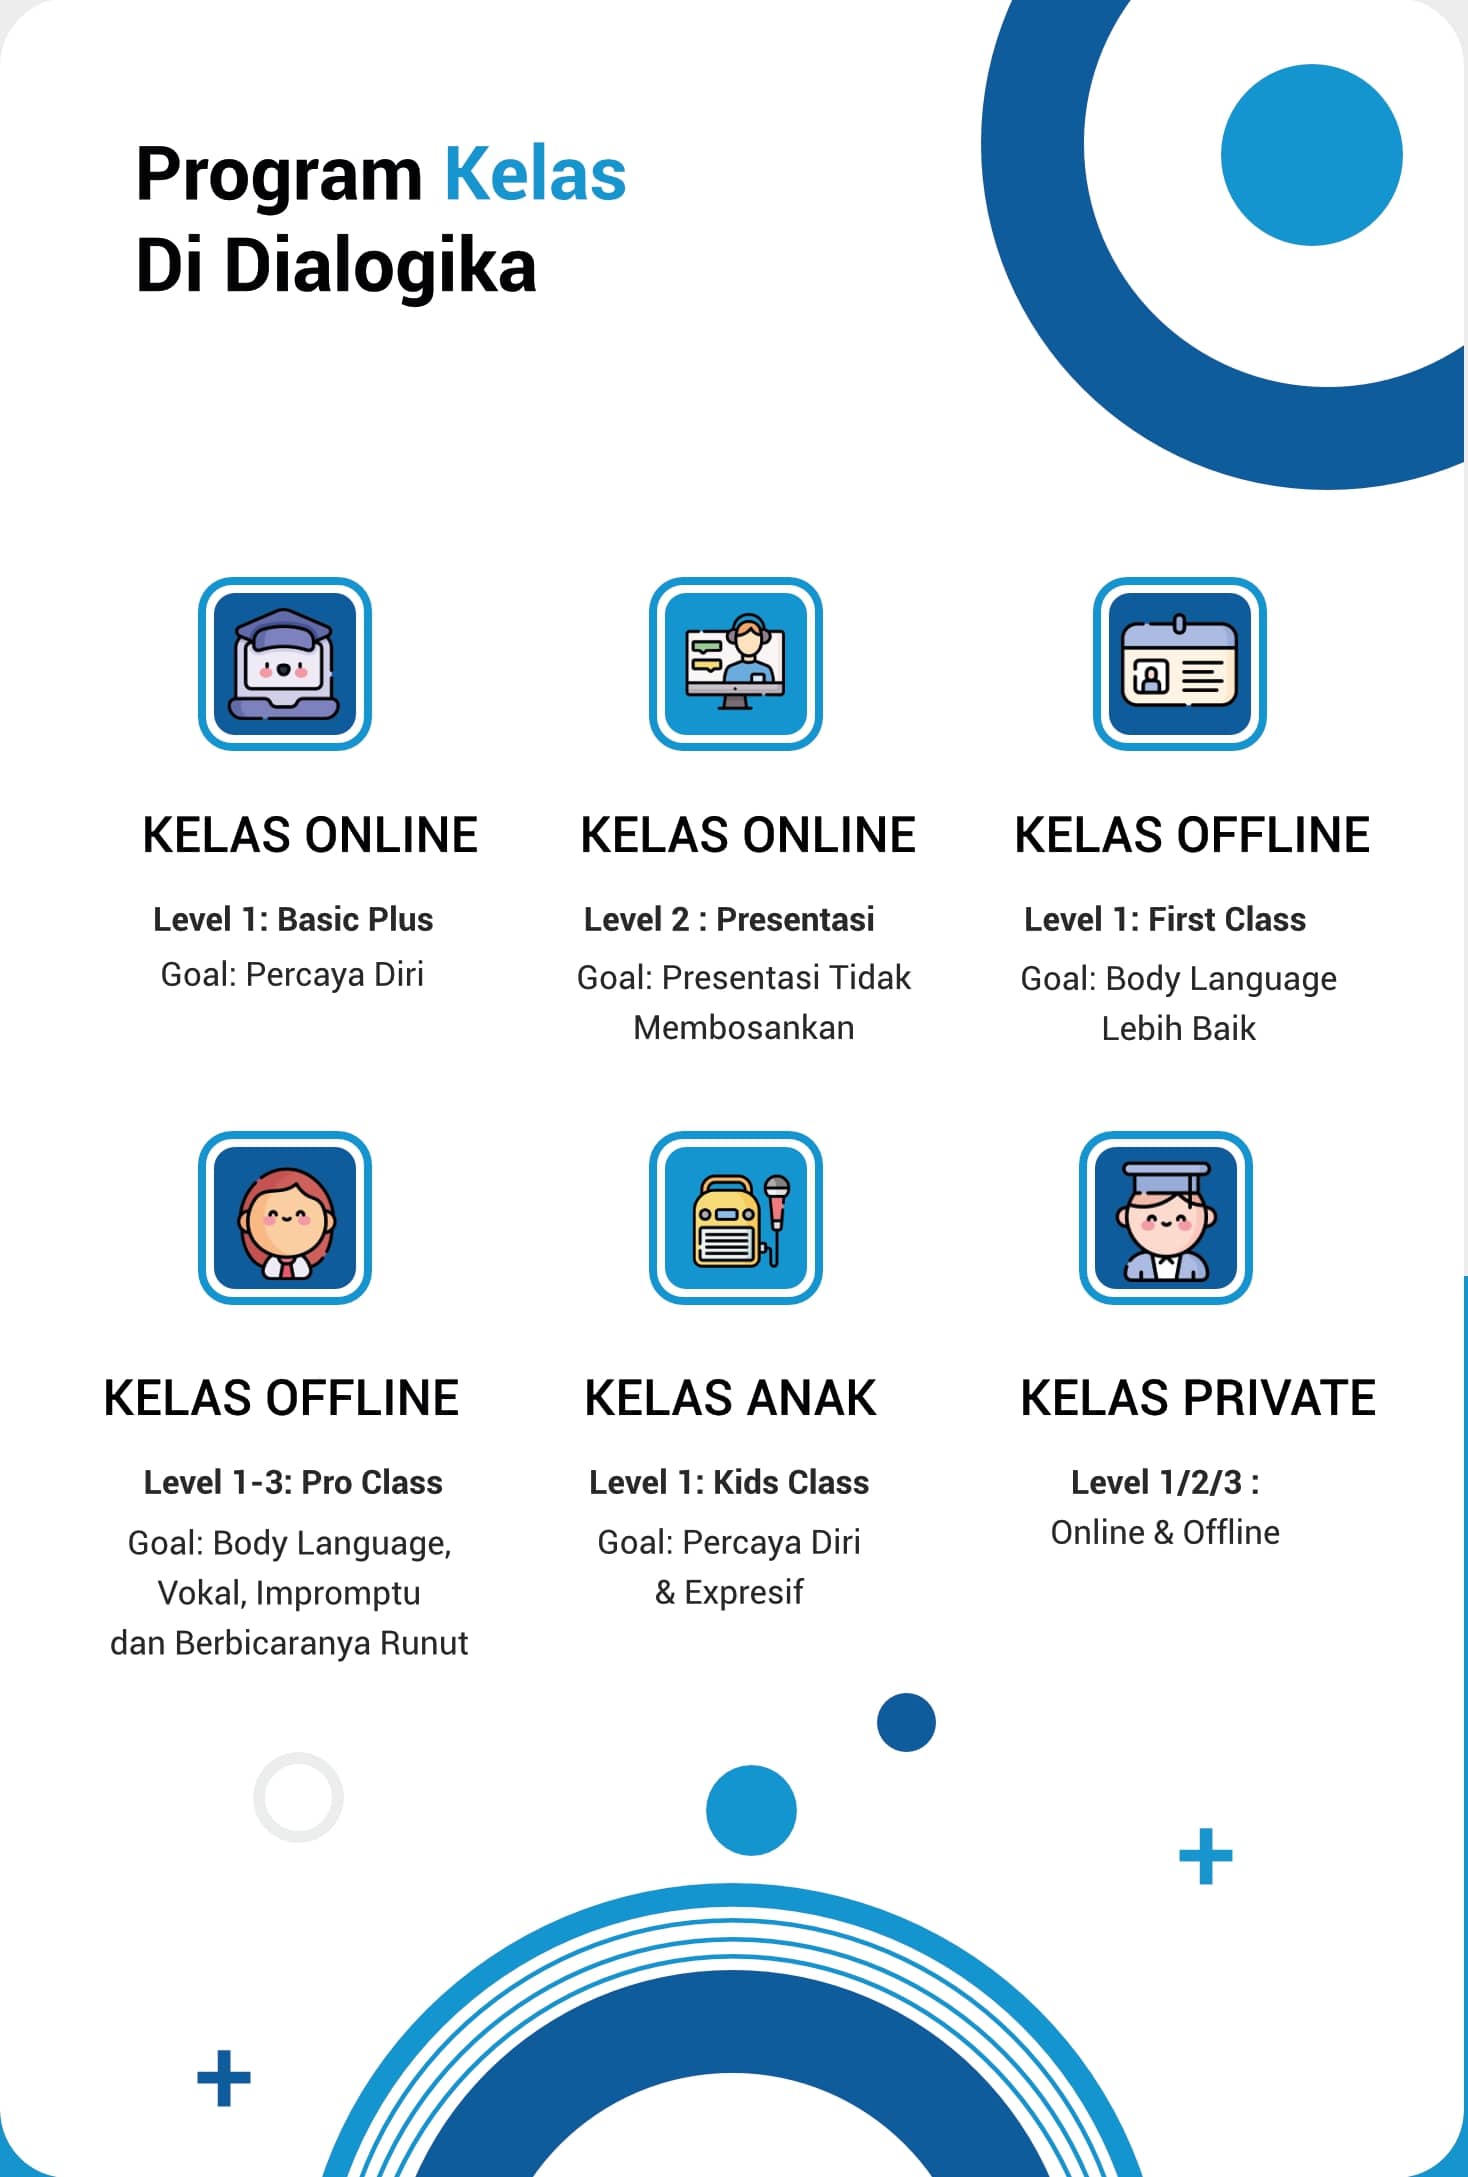 Program Kelas
Di Dialogika
KELAS ONLINE
Level 1: Basic Plus
Goal: Percaya Diri
KELAS ONLINE
Level 2 : Presentasi
Goal: Presentasi Tidak
Membosankan
KELAS OFFLINE
Level 1: First Class
Goal: Body Language
Lebih Baik
KELAS OFFLINE
Level 1-3: Pro Class
Goal: Body Language,
Vokal, Impromptu
dan Berbicaranya Runut
KELAS ANAK
Level 1: Kids Class
Goal: Percaya Diri
& Expresif
KELAS PRIVATE
Level 1/2/3 :
Online & Offline